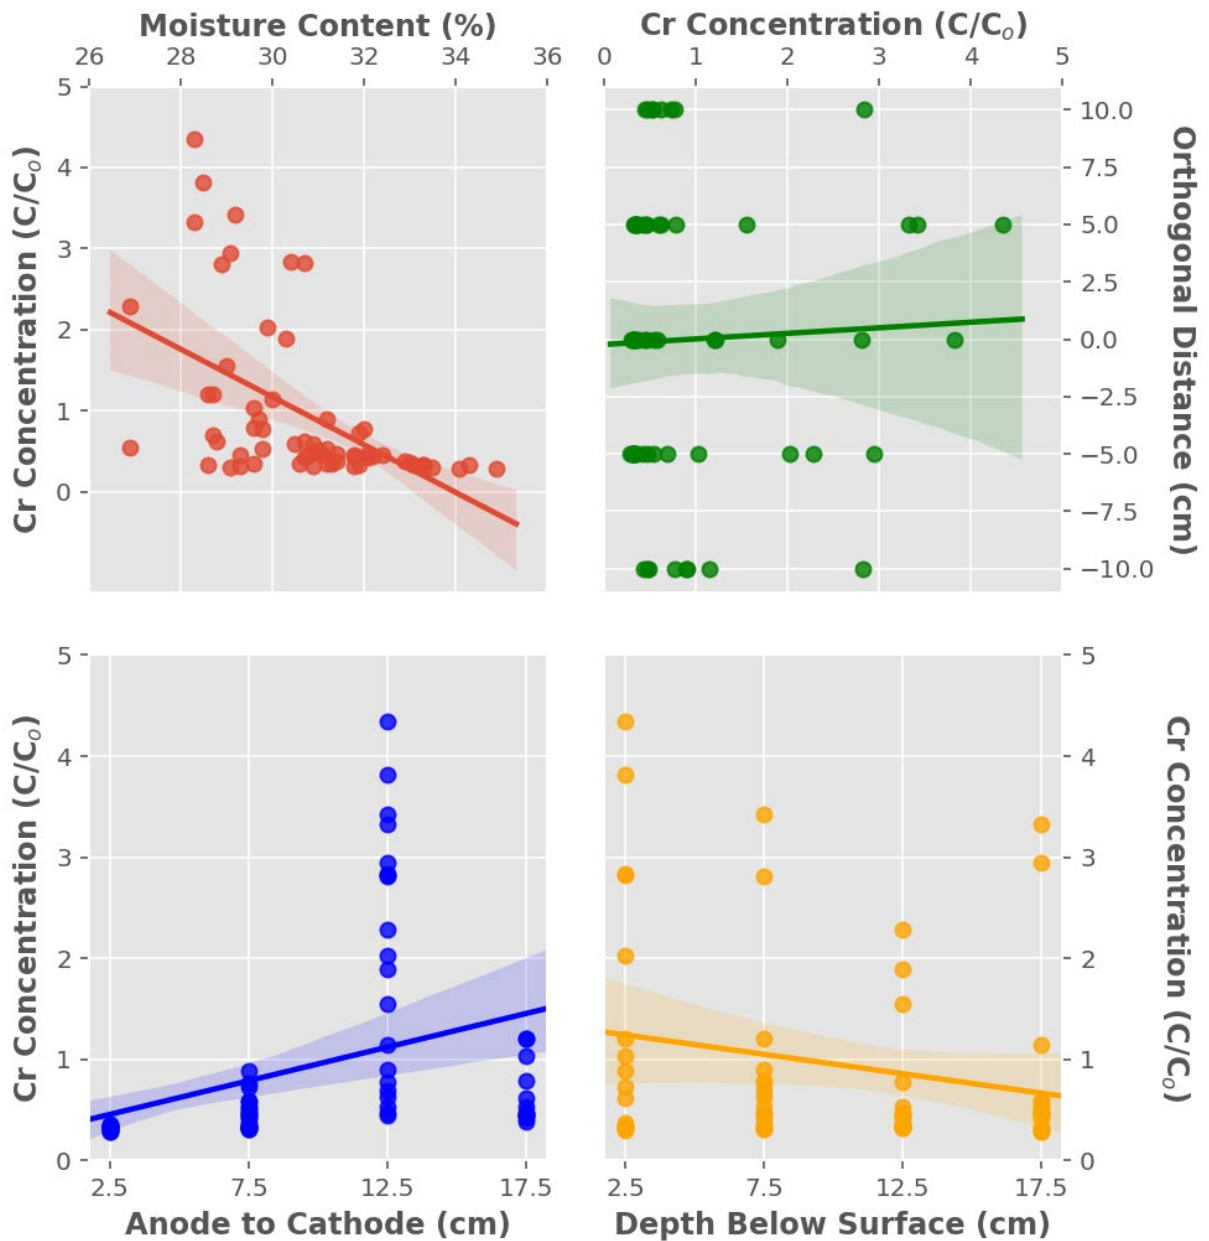 Moisture Content (%)
26 28 30 32 34 36
Cr Concentration (C/Cₒ)
5
4
3
2
1
0
Cr Concentration (C/Cₒ)
0 1 2 3 4 5
Orthogonal Distance (cm)
10.0
7.5
5.0
2.5
0.0
−2.5
−5.0
−7.5
−10.0
Cr Concentration (C/Cₒ)
5
4
3
2
1
0
2.5 7.5 12.5 17.5
Anode to Cathode (cm)
Cr Concentration (C/Cₒ)
5
4
3
2
1
0
2.5 7.5 12.5 17.5
Depth Below Surface (cm)